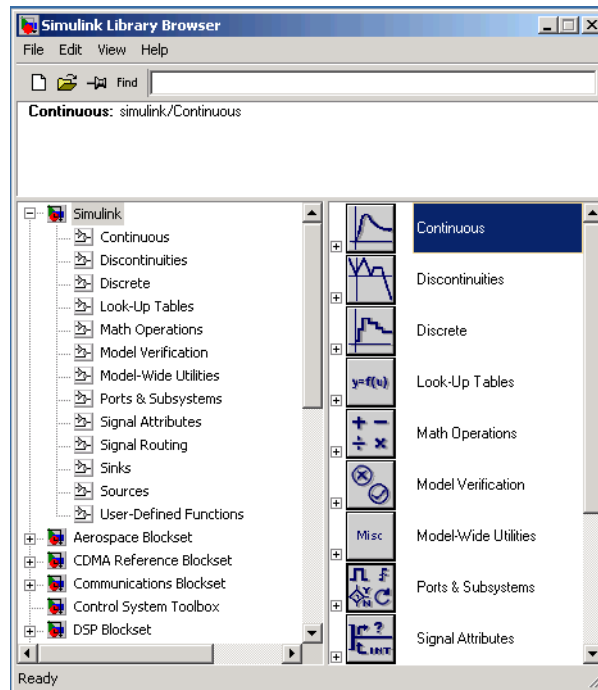 Simulink Library Browser
File Edit View Help
Find
Continuous: simulink/Continuous
Simulink
Continuous
Discontinuities
Discrete
Look-Up Tables
Math Operations
Model Verification
Model-Wide Utilities
Ports & Subsystems
Signal Attributes
Signal Routing
Sinks
Sources
User-Defined Functions
Aerospace Blockset
CDMA Reference Blockset
Communications Blockset
Control System Toolbox
DSP Blockset
Continuous
Discontinuities
Discrete
y=f(u) Look-Up Tables
+ − ÷ × Math Operations
Model Verification
Misc Model-Wide Utilities
Y N C Ports & Subsystems
? t INT Signal Attributes
Ready